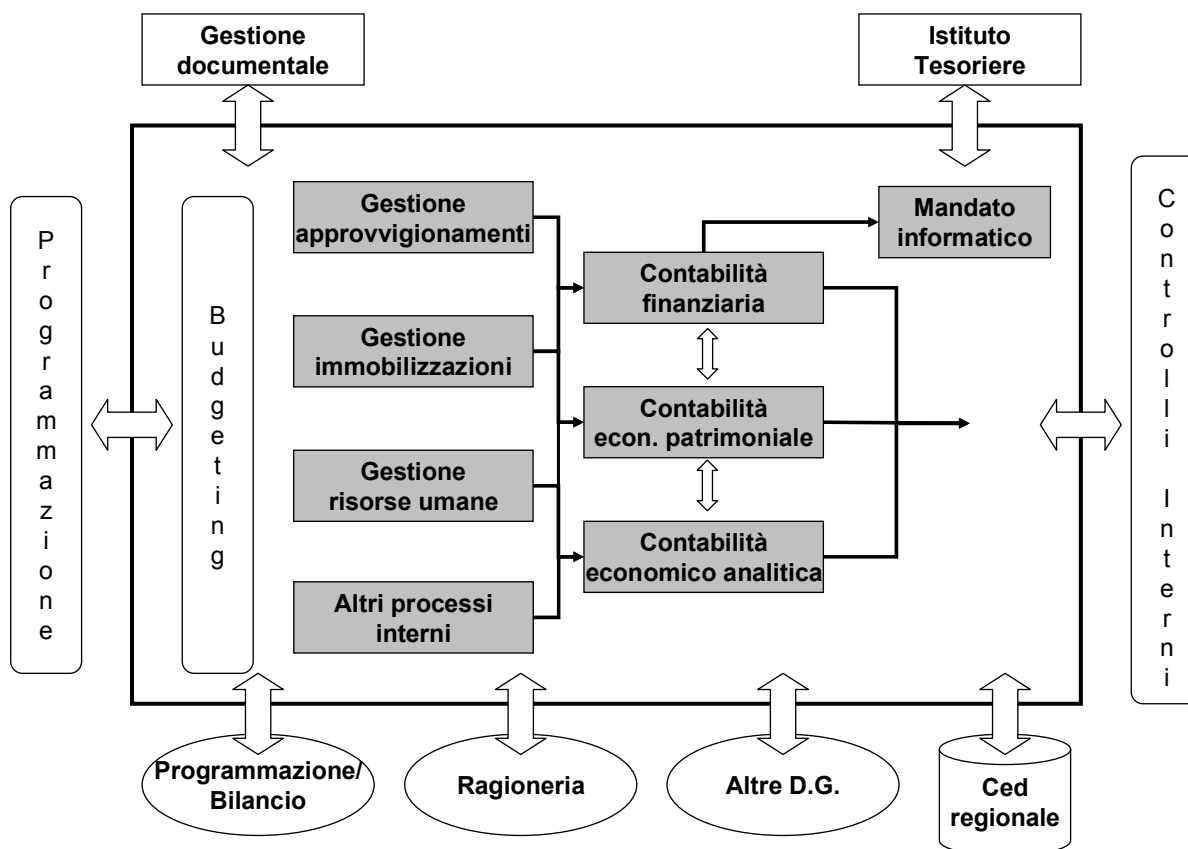 Gestione
documentale
Istituto
Tesoriere
Programmazione
Budgeting
Gestione
approvvigionamenti
Gestione
immobilizzazioni
Gestione
risorse umane
Altri processi
interni
Contabilità
finanziaria
Contabilità
econ. patrimoniale
Contabilità
economico analitica
Mandato
informatico
Controlli Interni
Programmazione/
Bilancio
Ragioneria
Altre D.G.
Ced
regionale